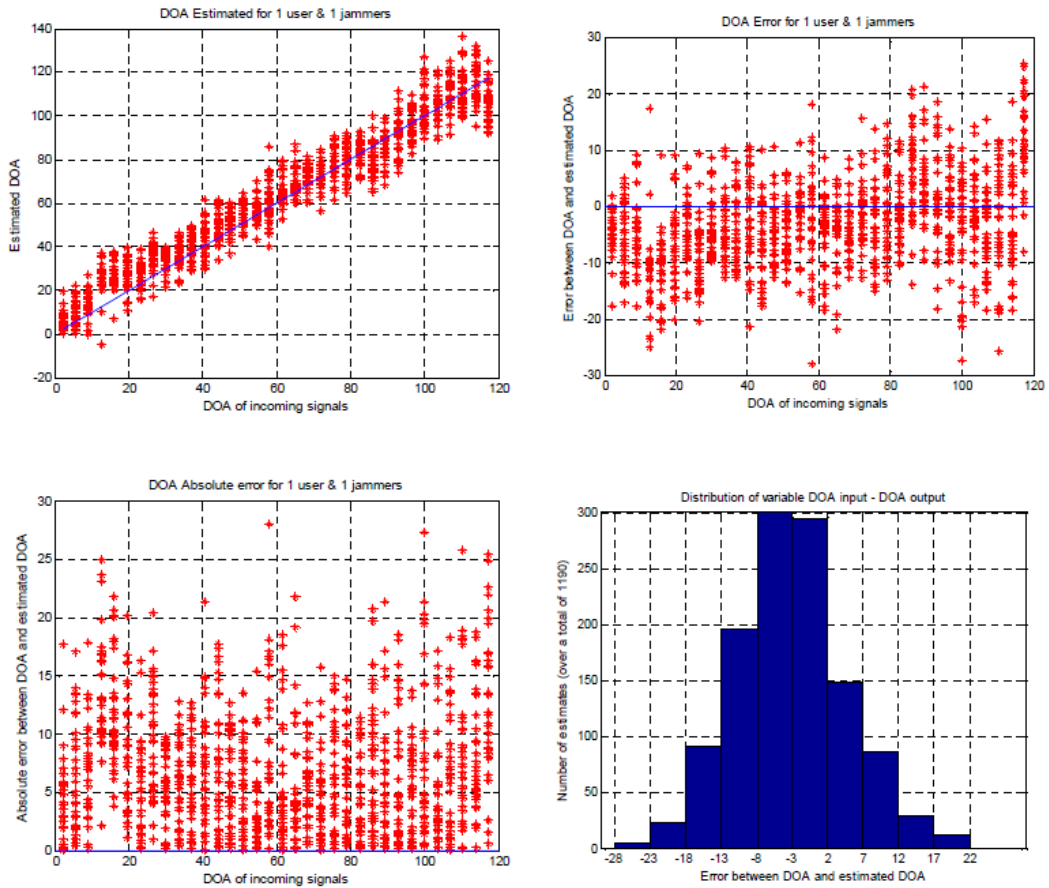 DOA Estimated for 1 user & 1 jammers
140
120
100
80
60
40
20
0
-20
0 20 40 60 80 100 120
Estimated DOA
DOA of incoming signals
DOA Error for 1 user & 1 jammers
30
20
10
0
-10
-20
-30
0 20 40 60 80 100 120
Error between DOA and estimated DOA
DOA of incoming signals
DOA Absolute error for 1 user & 1 jammers
30
25
20
15
10
5
0
0 20 40 60 80 100 120
Absolute error between DOA and estimated DOA
DOA of incoming signals
Distribution of variable DOA input - DOA output
300
250
200
150
100
50
0
-28 -23 -18 -13 -8 -3 2 7 12 17 22
Number of estimates (over a total of 1190)
Error between DOA and estimated DOA